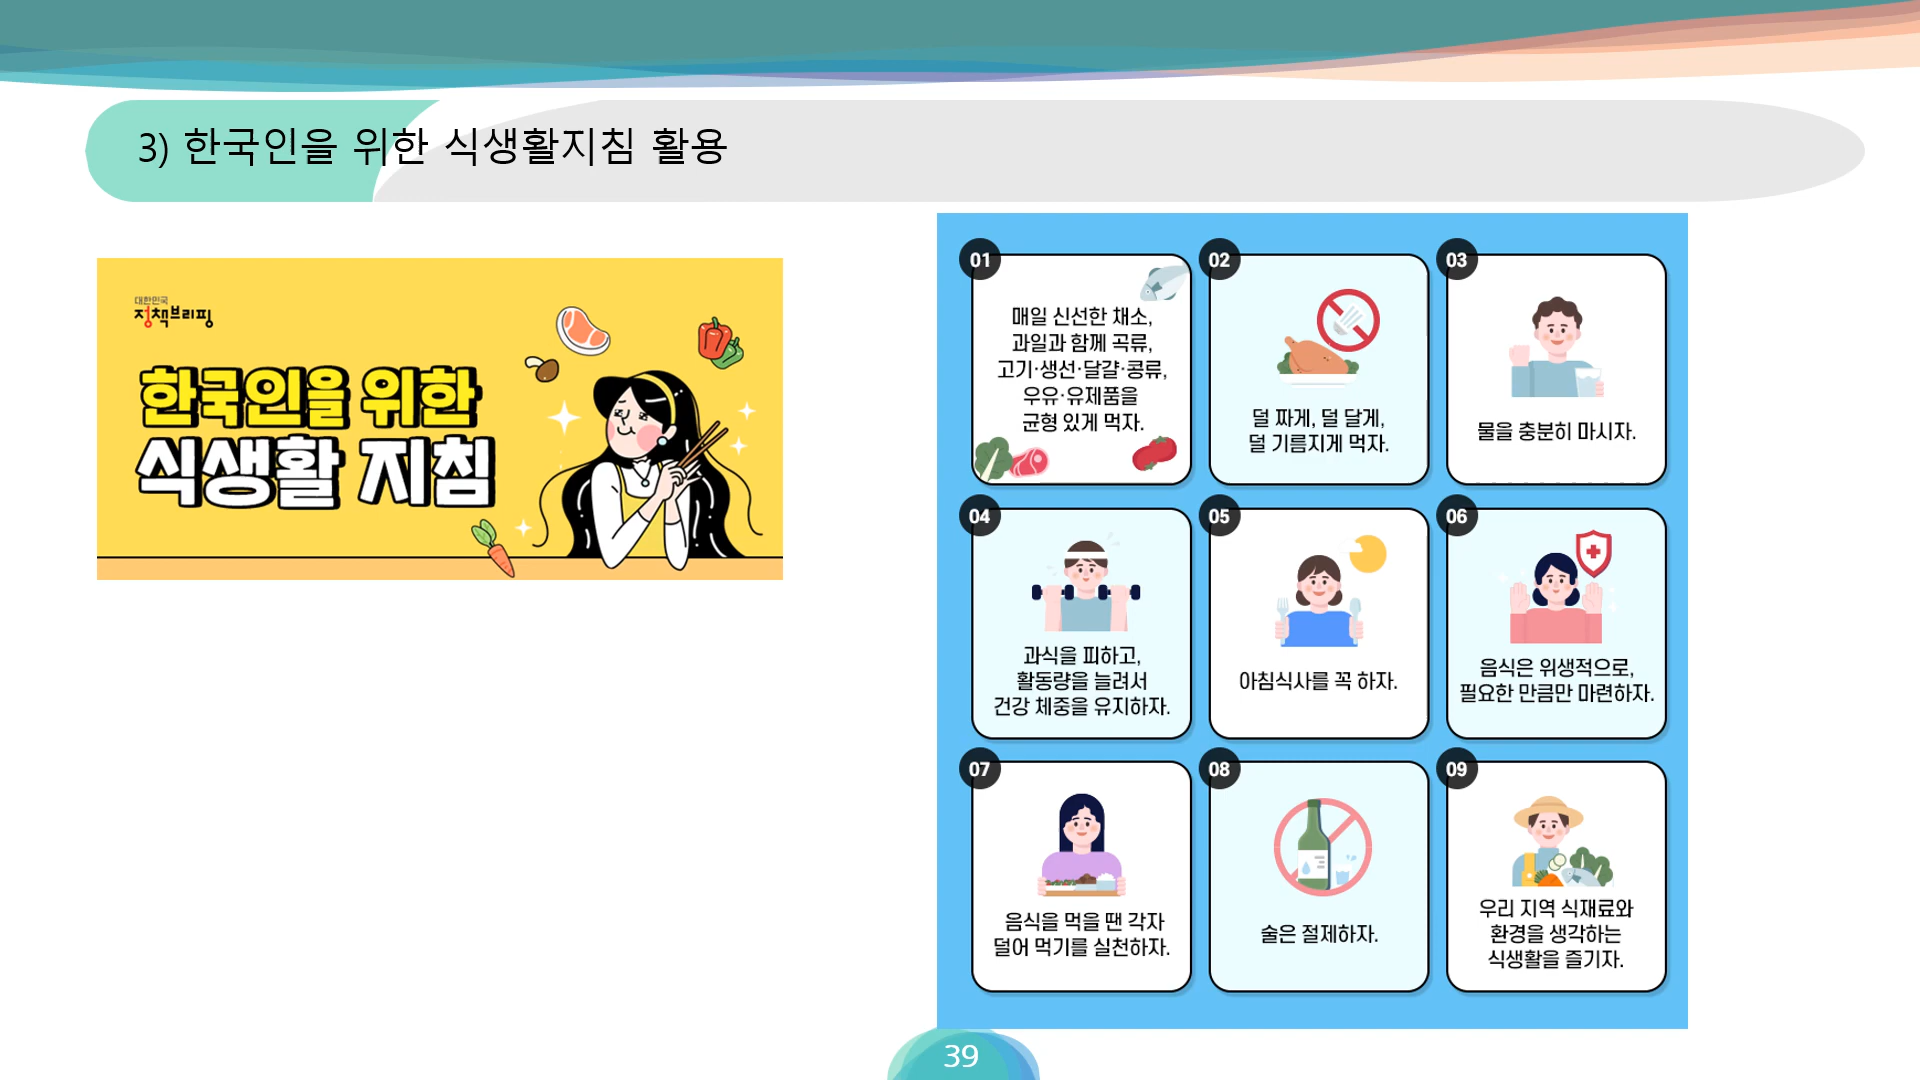 3) 한국인을 위한 식생활지침 활용
대한민국
정책브리핑
한국인을 위한
식생활 지침
01
매일 신선한 채소,
과일과 함께 곡류,
고기·생선·달걀·콩류,
우유·유제품을
균형 있게 먹자.
02
덜 짜게, 덜 달게,
덜 기름지게 먹자.
03
물을 충분히 마시자.
04
과식을 피하고,
활동량을 늘려서
건강 체중을 유지하자.
05
아침식사를 꼭 하자.
06
음식은 위생적으로,
필요한 만큼만 마련하자.
07
음식을 먹을 땐 각자
덜어 먹기를 실천하자.
08
술은 절제하자.
09
우리 지역 식재료와
환경을 생각하는
식생활을 즐기자.
39